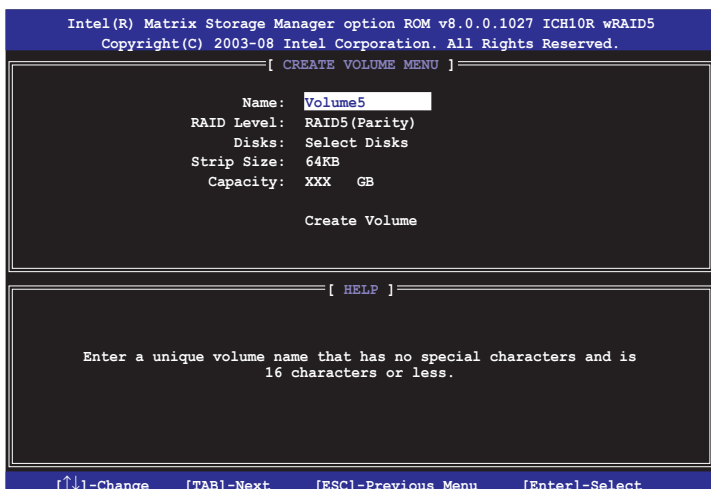 Intel(R) Matrix Storage Manager option ROM v8.0.0.1027 ICH10R wRAID5
Copyright(C) 2003-08 Intel Corporation. All Rights Reserved.
[ CREATE VOLUME MENU ]
Name: Volume5
RAID Level: RAID5(Parity)
Disks: Select Disks
Strip Size: 64KB
Capacity: XXX GB
Create Volume
[ HELP ]
Enter a unique volume name that has no special characters and is
16 characters or less.
[↑↓]-Change [TAB]-Next [ESC]-Previous Menu [Enter]-Select